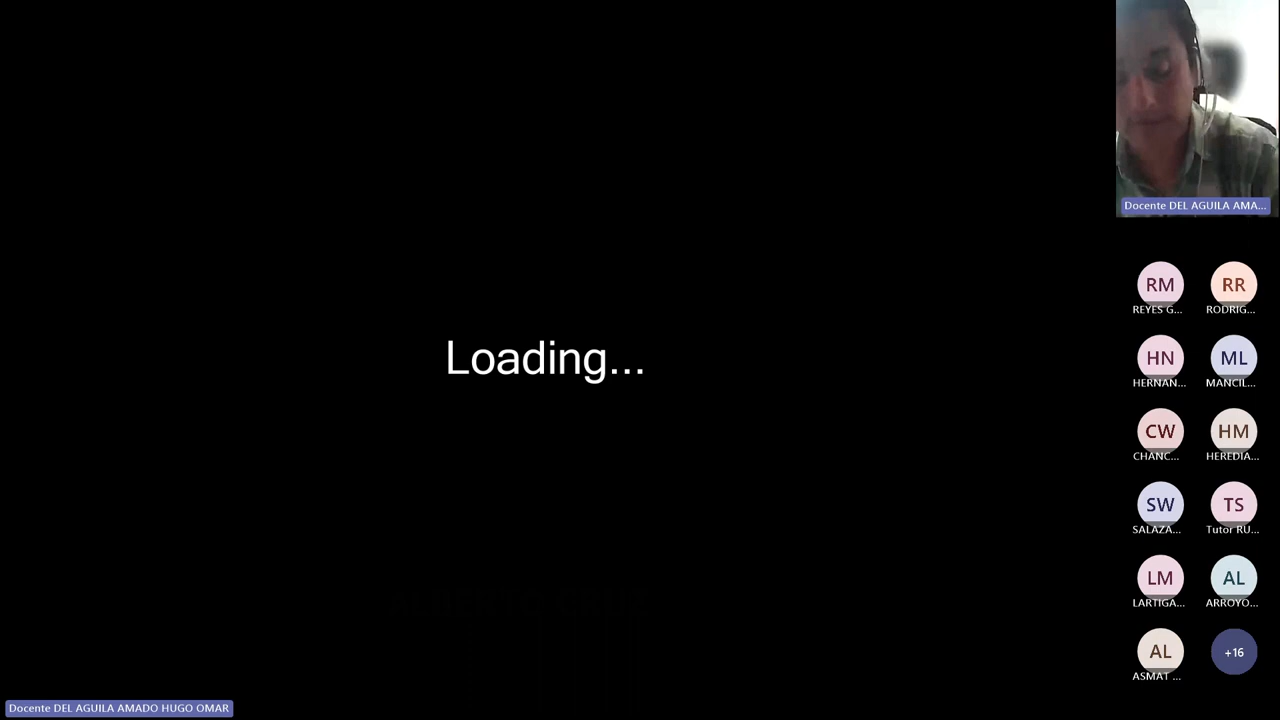 Docente DEL AGUILA AMA...
RM
RR
REYES G...
RODRIG...
HN
ML
HERNAN...
MANCIL...
CW
HM
CHANC...
HEREDIA...
SW
TS
SALAZA...
Tutor RU...
LM
AL
LARTIGA...
ARROYO...
AL
+16
ASMAT ...
Loading...
Docente DEL AGUILA AMADO HUGO OMAR